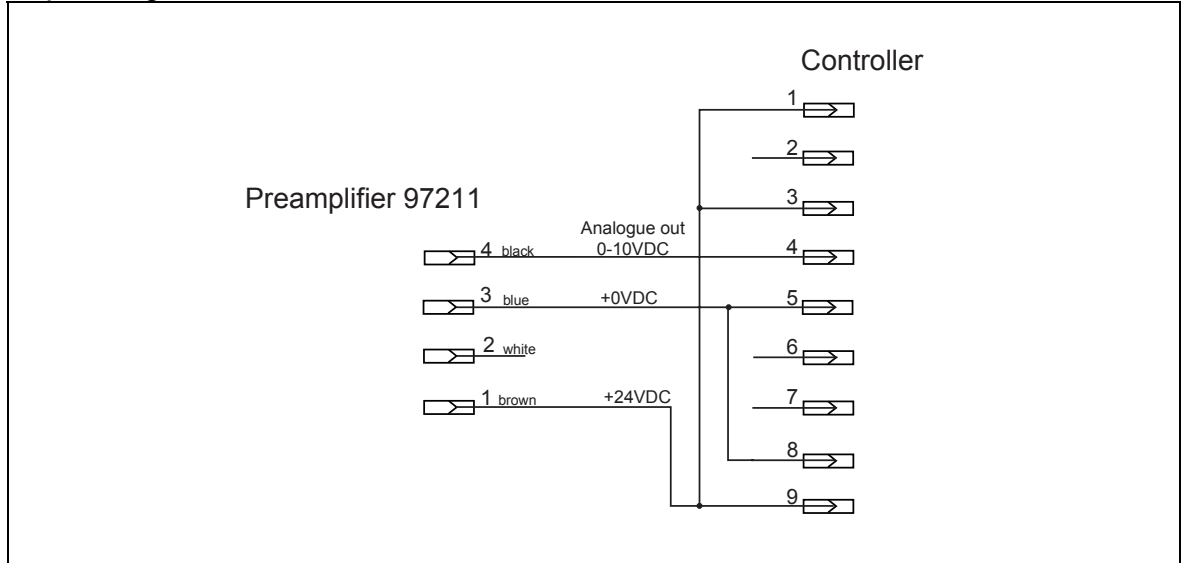 Controller
1
2
Preamplifier 97211
3
Analogue out
4 black 0-10VDC 4
3 blue +0VDC 5
2 white 6
1 brown +24VDC 7
8
9